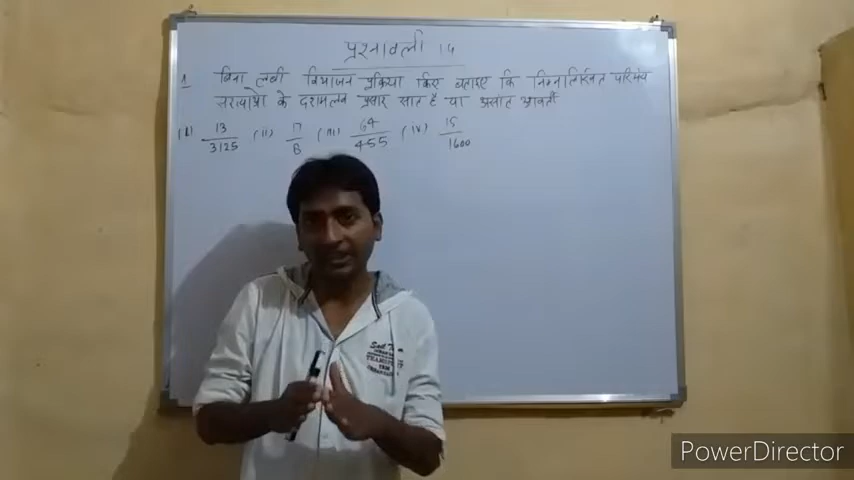 प्रश्नावली 1.4
1 बिना लंबी विभाजन प्रक्रिया किए बताइए कि निम्नलिखित परिमेय
संख्याओं के दशमलव प्रसार सांत है या असांत आवर्ती
(i) 13/3125 (ii) 17/8 (iii) 64/455 (iv) 15/1600
PowerDirector